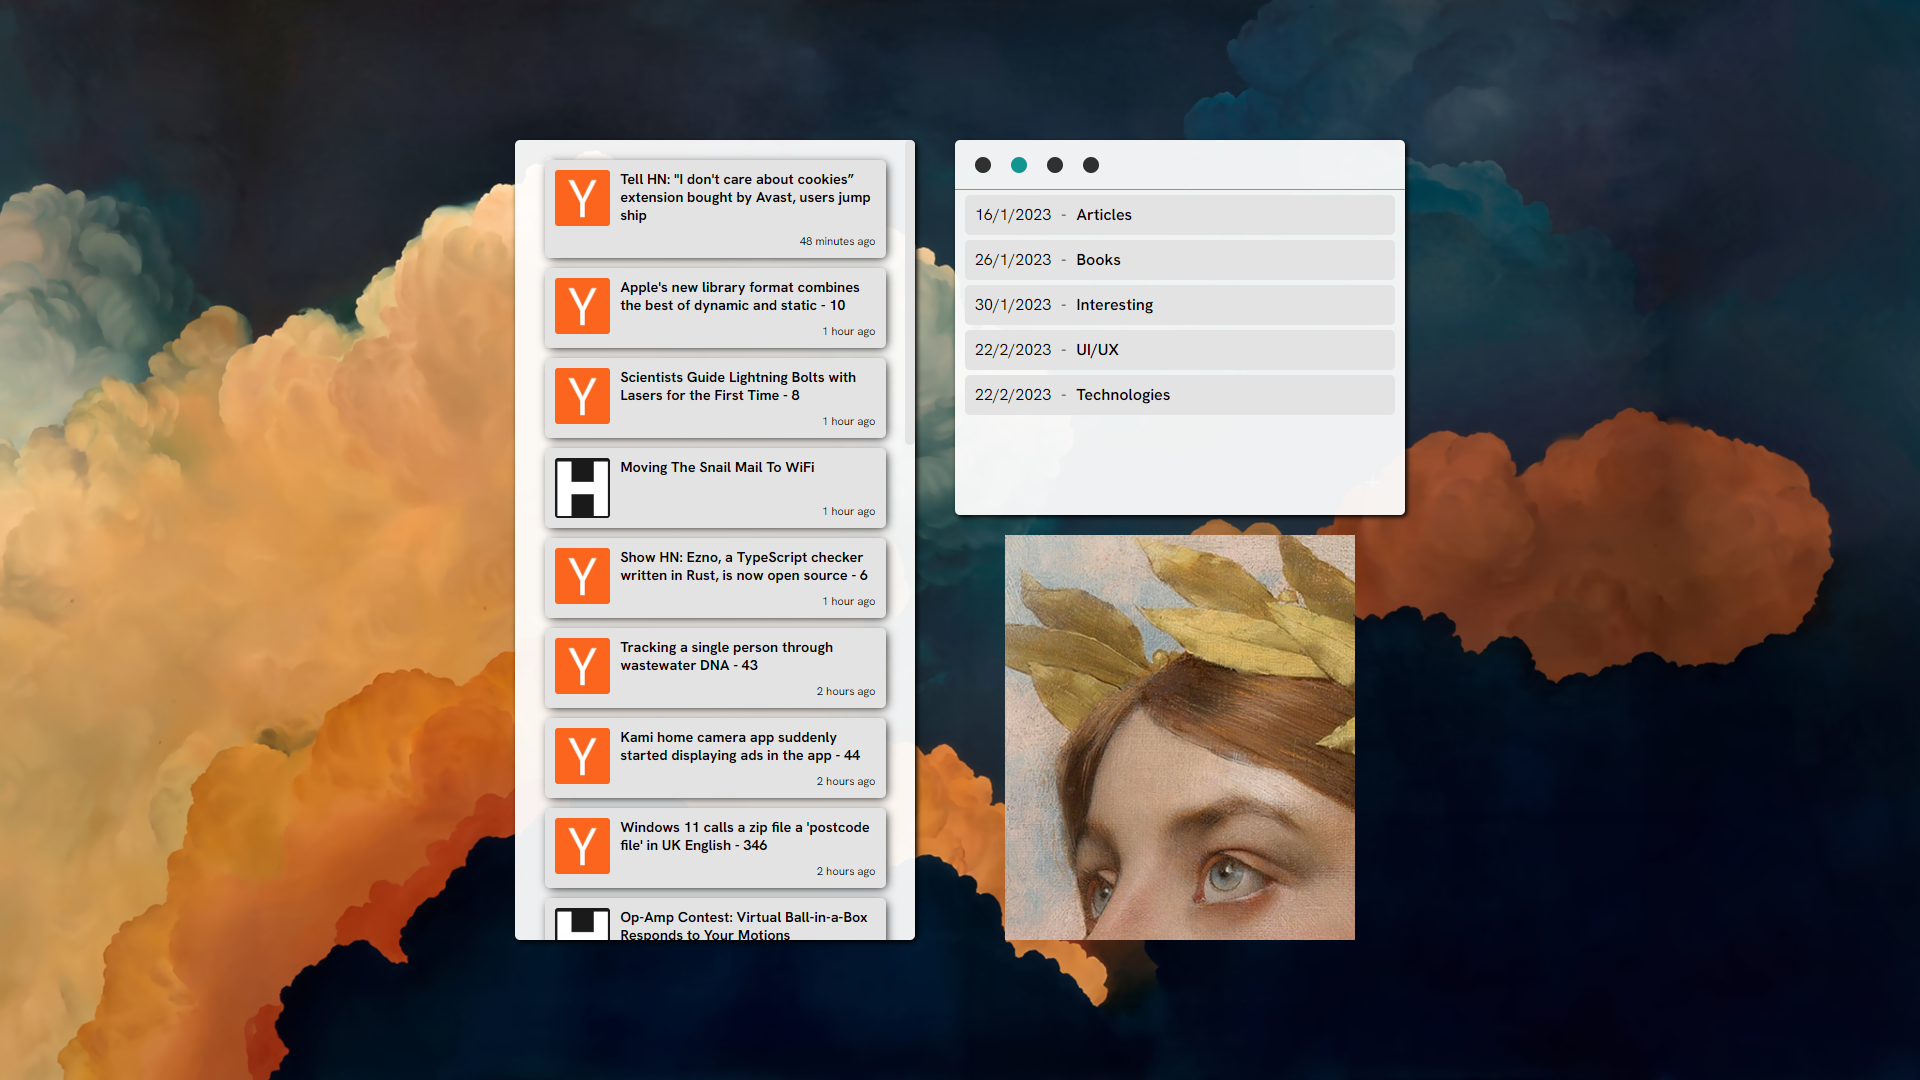 Y
Tell HN: "I don't care about cookies”
extension bought by Avast, users jump
ship
48 minutes ago
Y
Apple's new library format combines
the best of dynamic and static - 10
1 hour ago
Y
Scientists Guide Lightning Bolts with
Lasers for the First Time - 8
1 hour ago
H
Moving The Snail Mail To WiFi
1 hour ago
Y
Show HN: Ezno, a TypeScript checker
written in Rust, is now open source - 6
1 hour ago
Y
Tracking a single person through
wastewater DNA - 43
2 hours ago
Y
Kami home camera app suddenly
started displaying ads in the app - 44
2 hours ago
Y
Windows 11 calls a zip file a 'postcode
file' in UK English - 346
2 hours ago
Op-Amp Contest: Virtual Ball-in-a-Box
Responds to Your Motions
16/1/2023 - Articles
26/1/2023 - Books
30/1/2023 - Interesting
22/2/2023 - UI/UX
22/2/2023 - Technologies